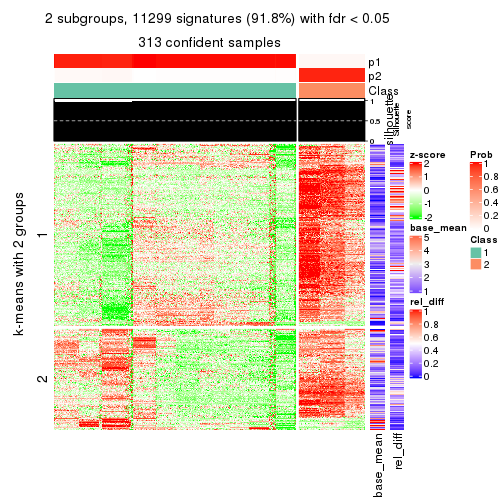 2 subgroups, 11299 signatures (91.8%) with fdr < 0.05
313 confident samples
p1
p2
Class
1
0.5
0
silhouette
Silhouette
score
k-means with 2 groups
1
2
base_mean
rel_diff
z-score
2
1
0
-1
-2
base_mean
5
4
3
2
1
rel_diff
1
0.8
0.6
0.4
0.2
0
Prob
1
0.8
0.6
0.4
0.2
0
Class
1
2